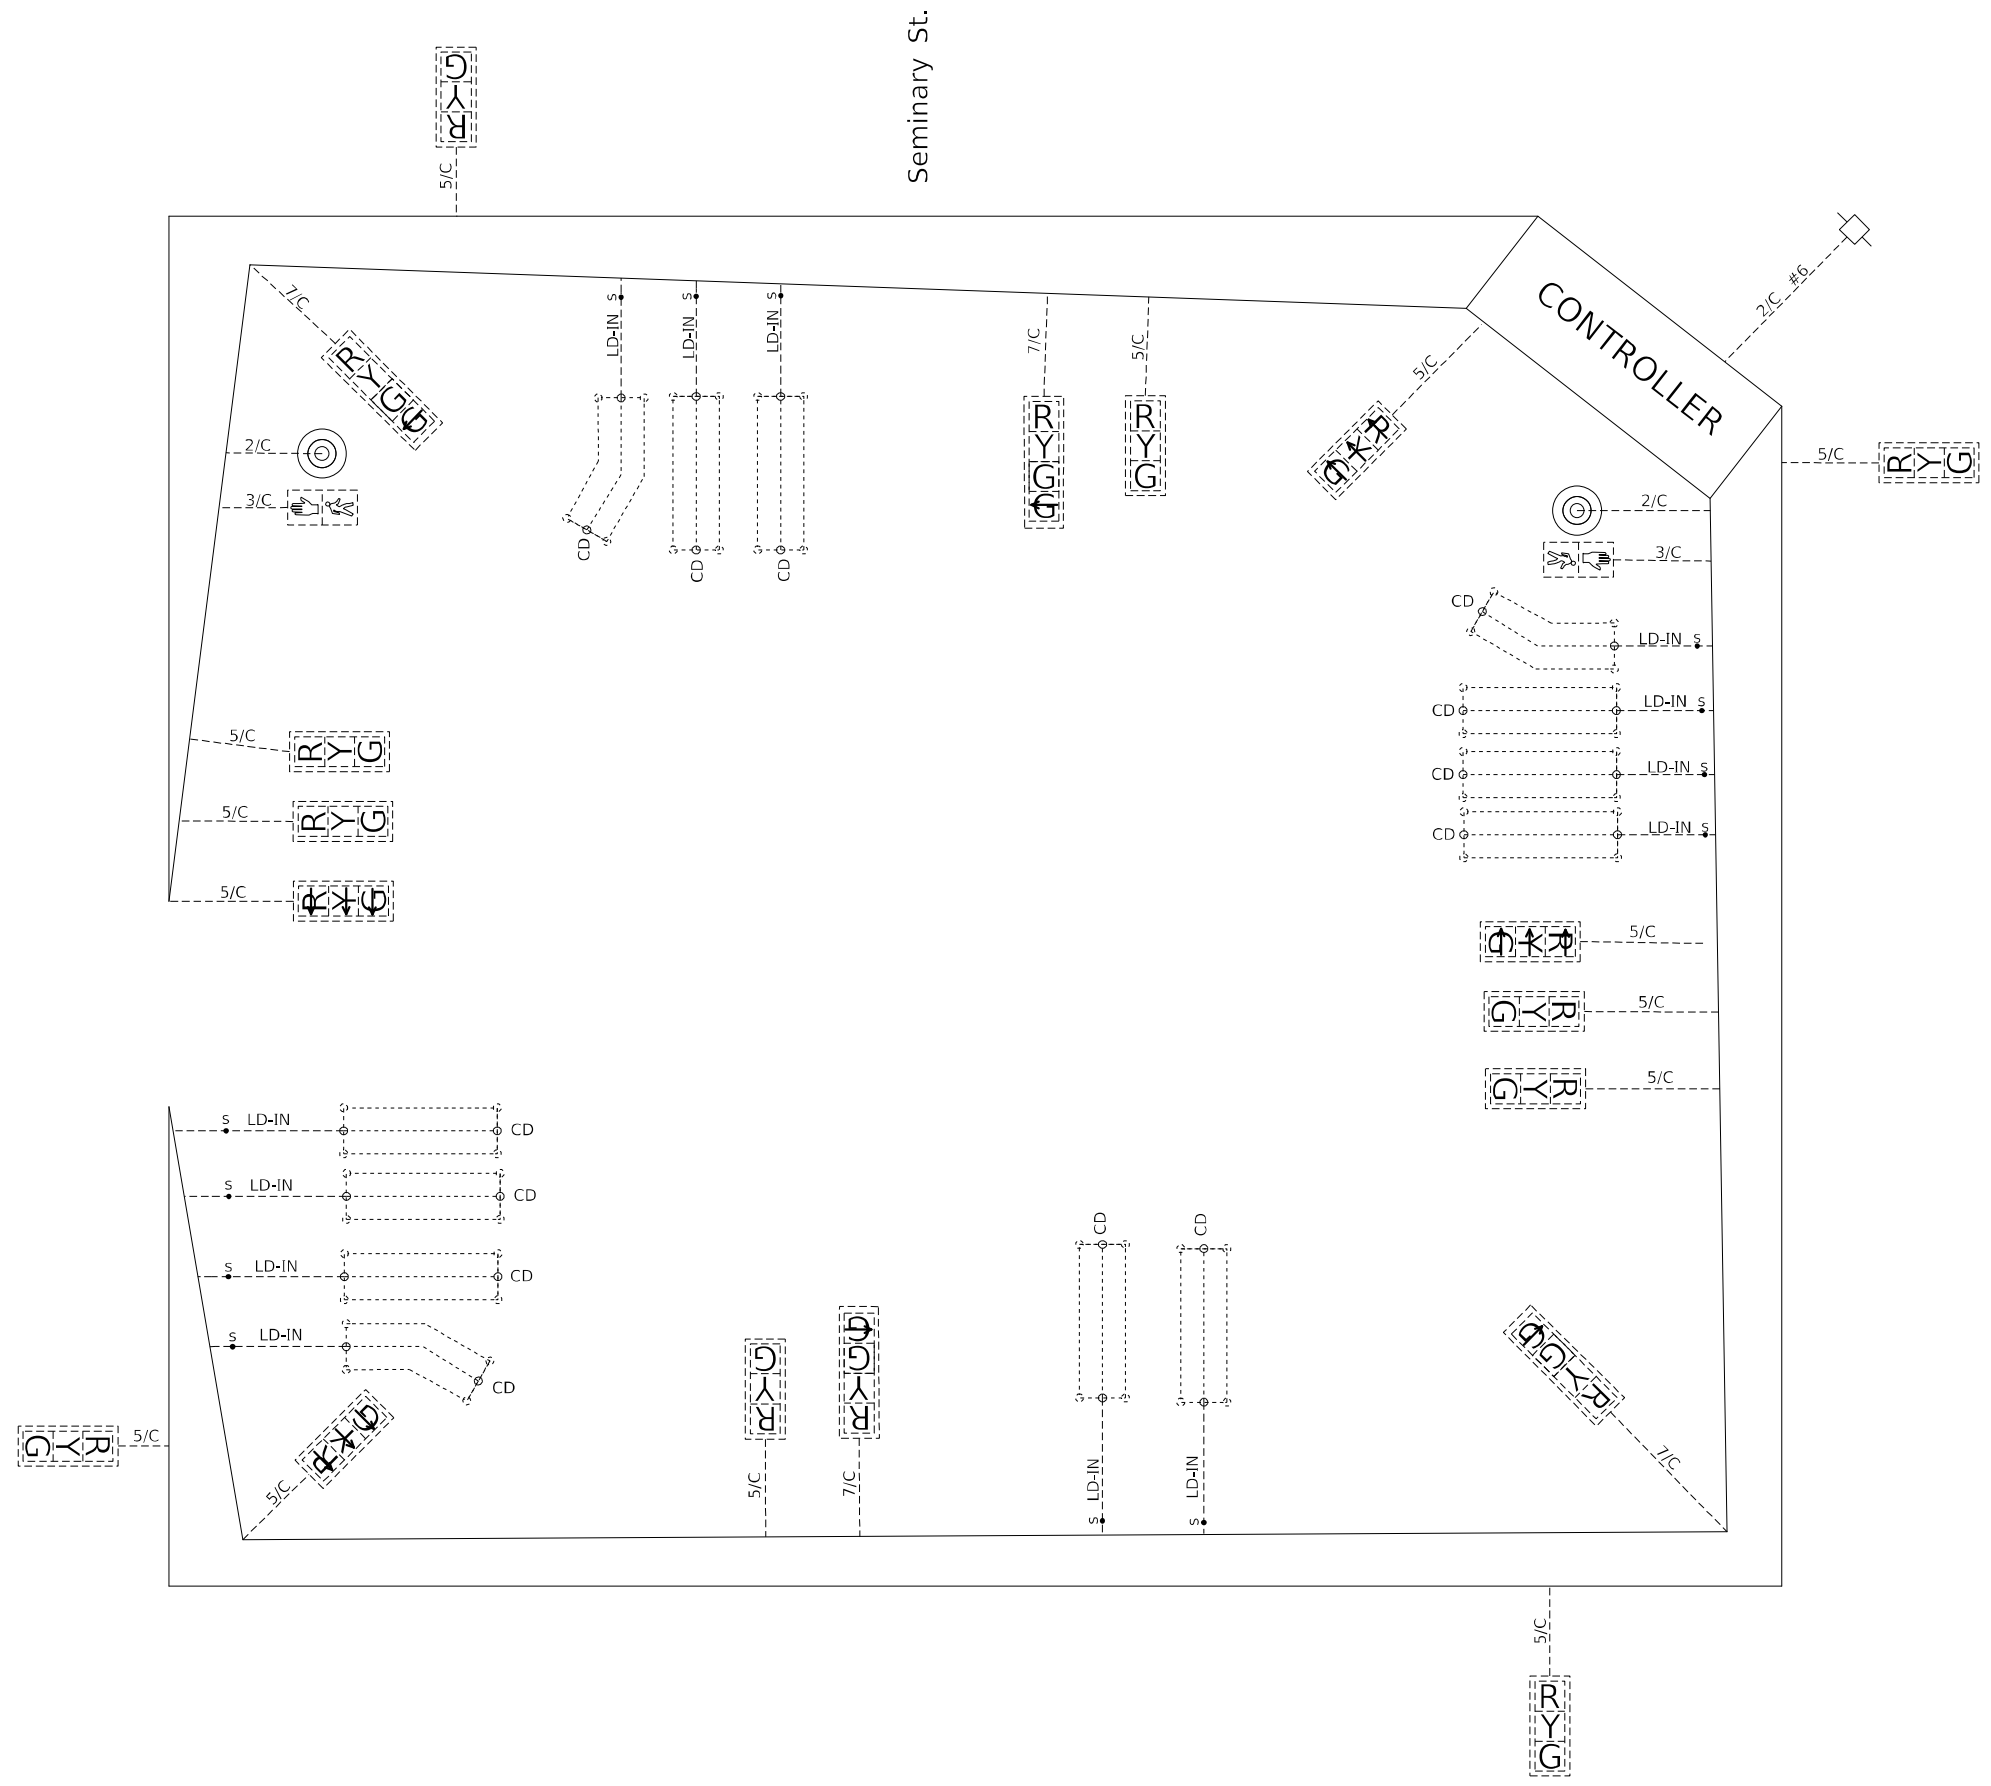 Seminary St.
G
Y
R
5/C
CONTROLLER
2/C #6
7/C
R Y G G
2/C
3/C
LD-IN s
LD-IN s
LD-IN s
CD
CD
CD
7/C
R
Y
G
G
5/C
R
Y
G
5/C
R Y G
5/C
R Y G
2/C
3/C
CD
LD-IN s
CD
LD-IN s
CD
LD-IN s
CD
LD-IN s
5/C
R Y G
5/C
R Y G
5/C
R Y G
R Y G
5/C
R Y G
5/C
R Y G
5/C
s LD-IN
CD
s LD-IN
CD
s LD-IN
CD
s LD-IN
CD
R Y G
5/C
R Y G
5/C
G
Y
R
5/C
G
G
Y
R
7/C
CD
LD-IN
s
CD
LD-IN
s
R Y G G
7/C
5/C
R
Y
G